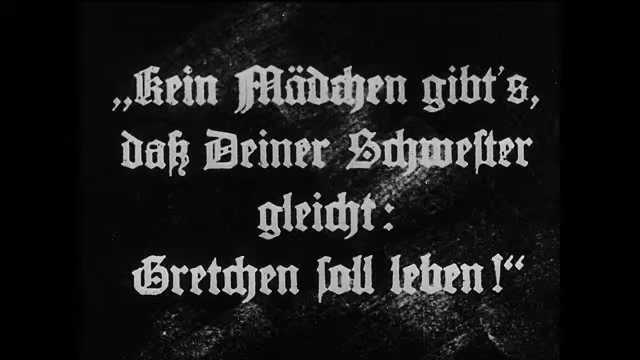 „Kein Mädchen gibt's,
daß Deiner Schwester
gleicht:
Gretchen soll leben!“